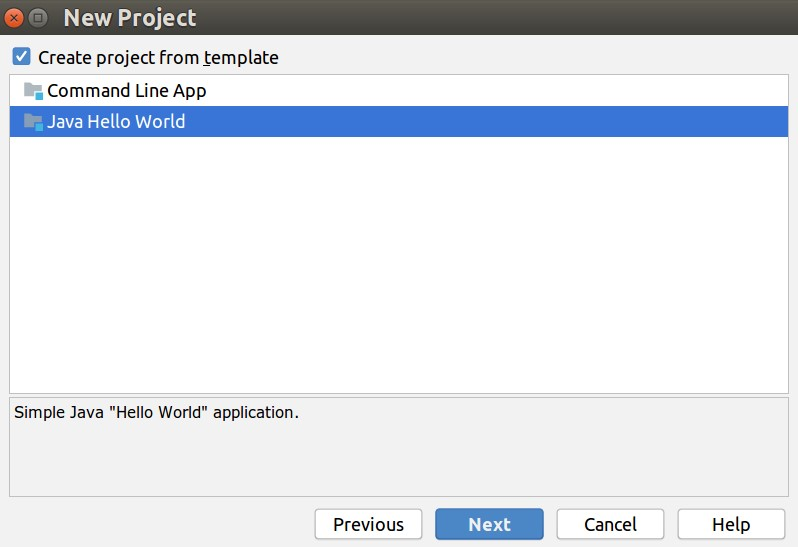 New Project
Create project from template
Command Line App
Java Hello World
Simple Java "Hello World" application.
Previous Next Cancel Help